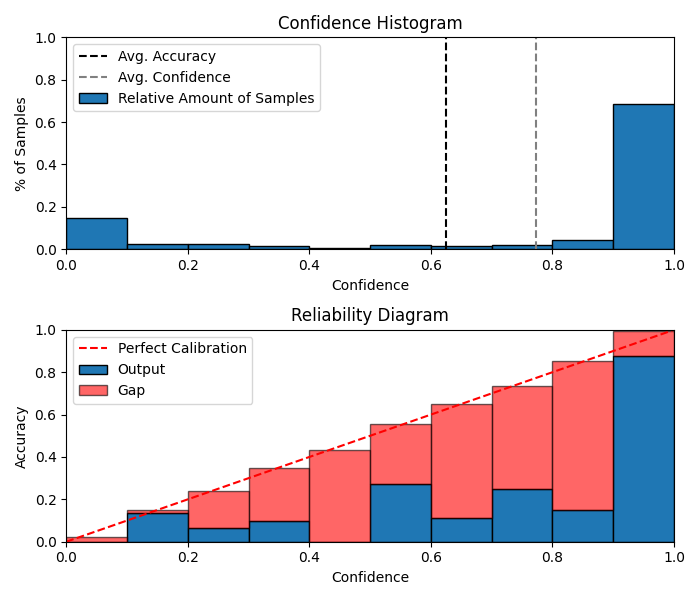 Confidence Histogram
1.0
0.8
0.6
0.4
0.2
0.0
% of Samples
Avg. Accuracy
Avg. Confidence
Relative Amount of Samples
0.0 0.2 0.4 0.6 0.8 1.0
Confidence
Reliability Diagram
1.0
0.8
0.6
0.4
0.2
0.0
Accuracy
Perfect Calibration
Output
Gap
0.0 0.2 0.4 0.6 0.8 1.0
Confidence